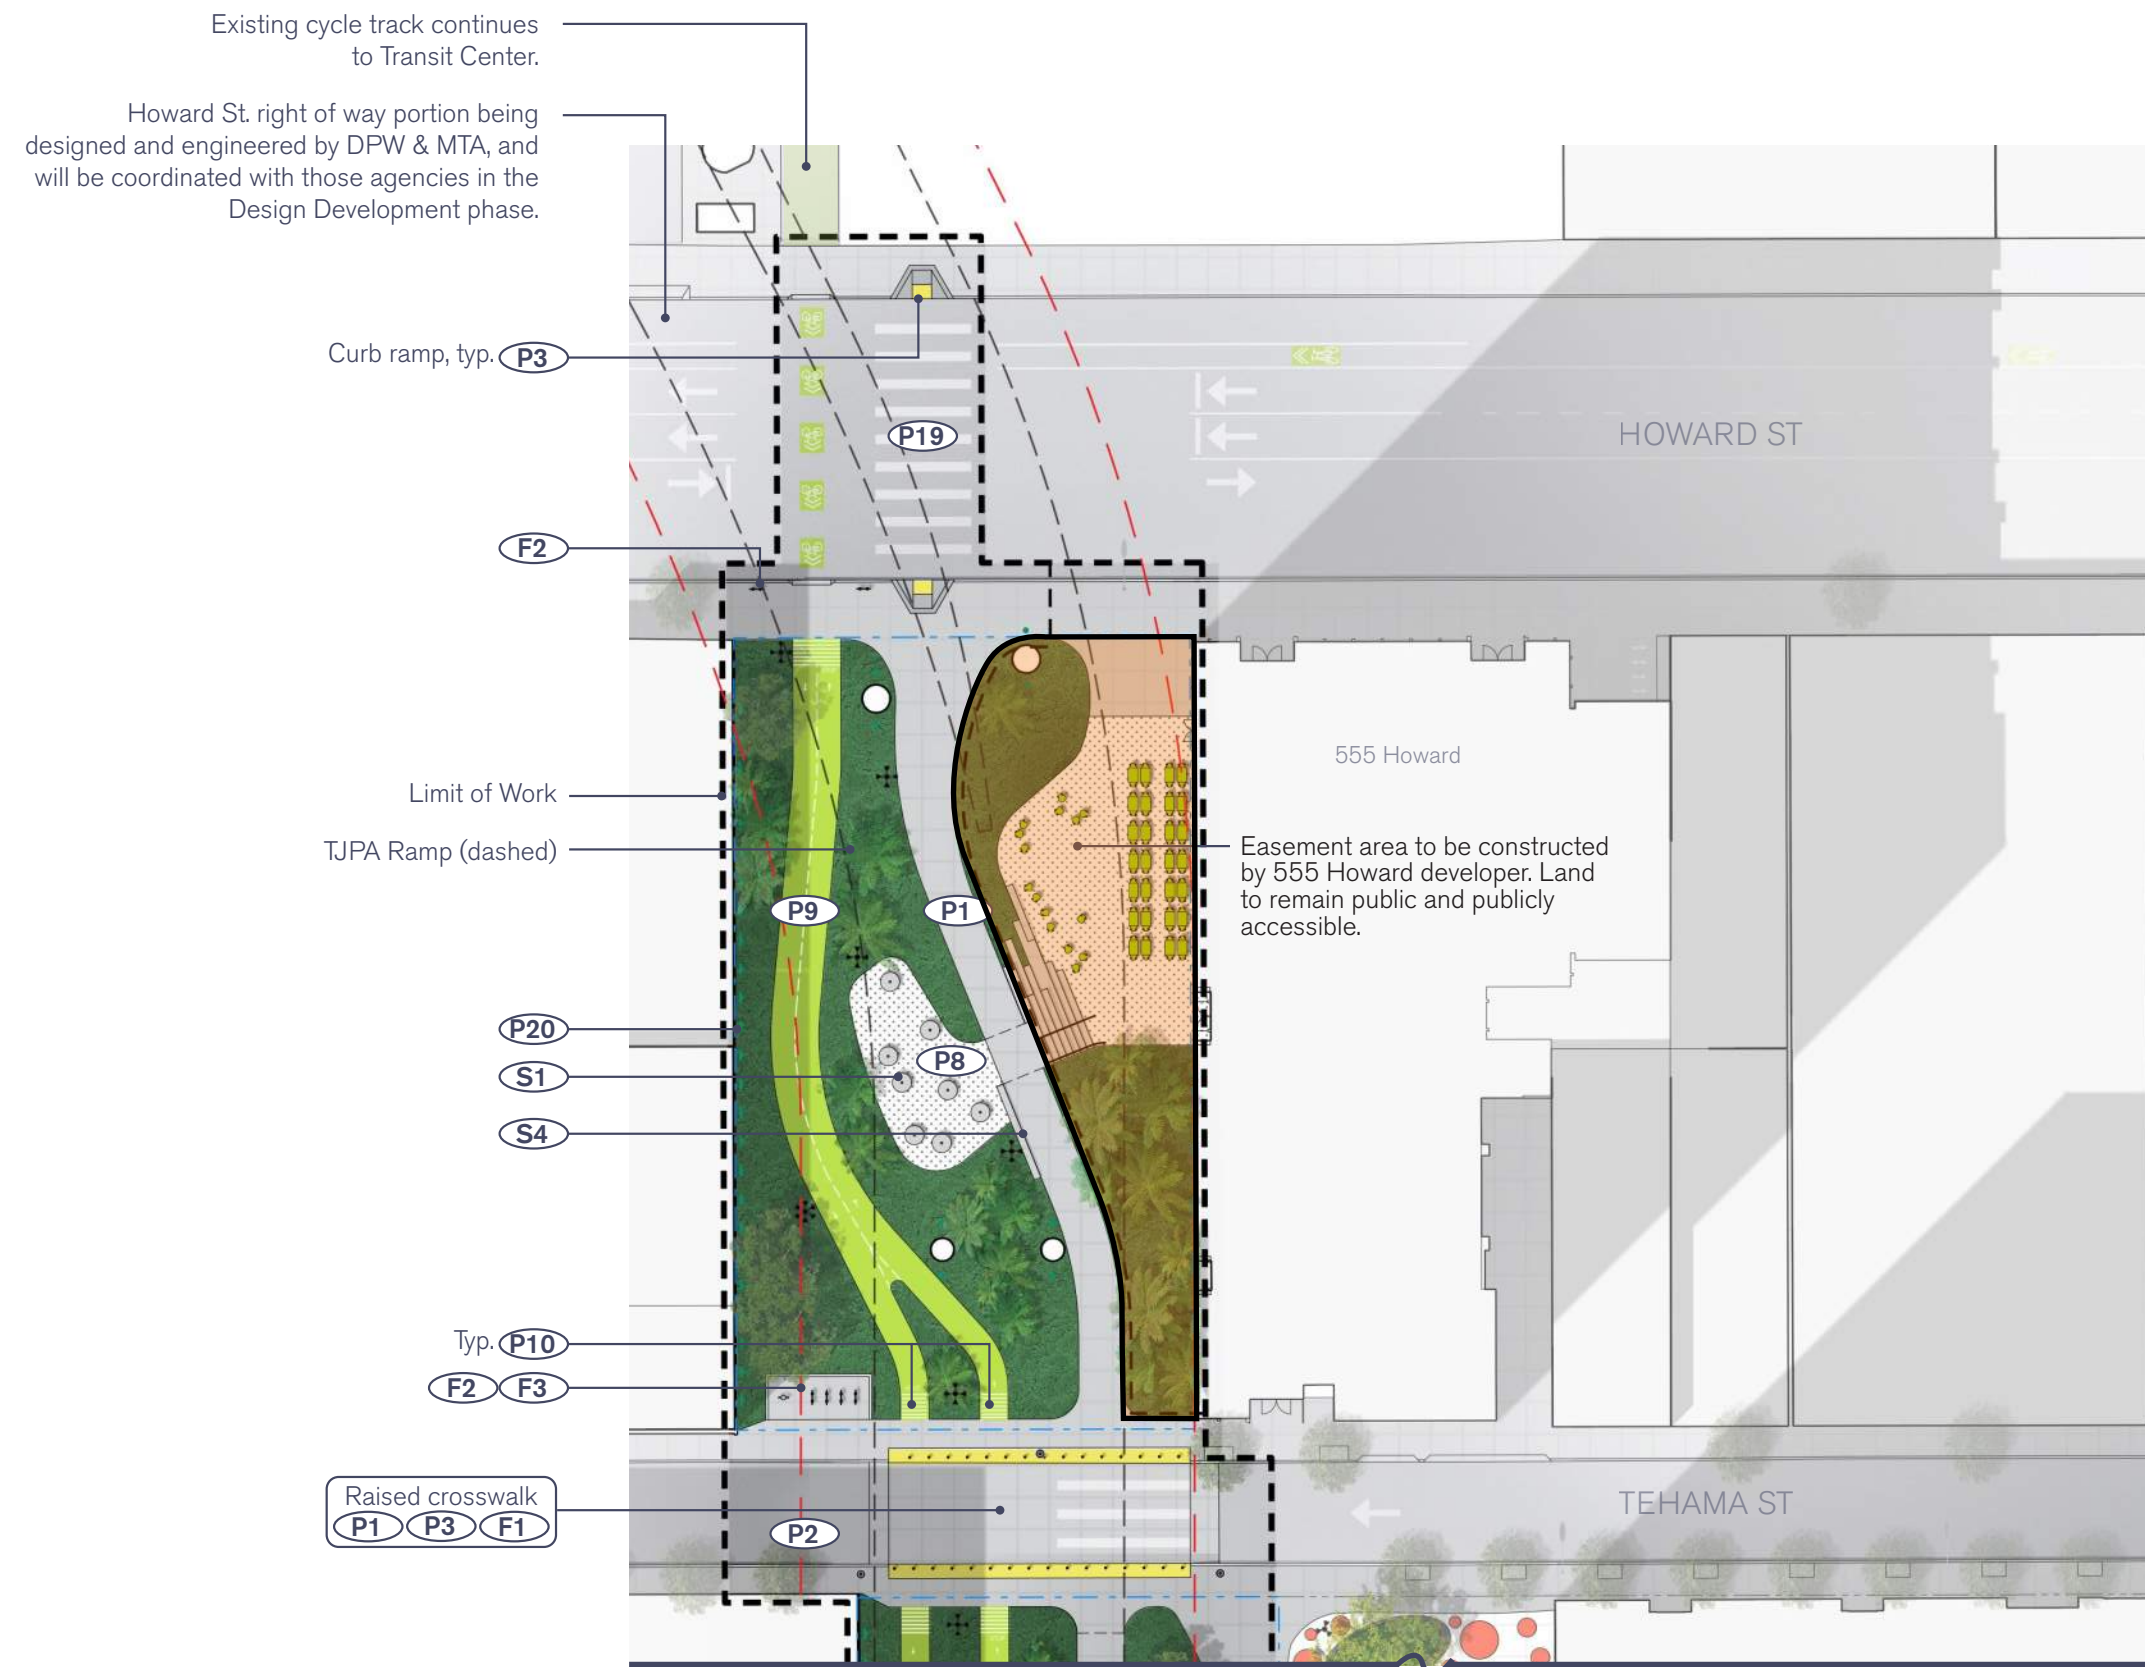 Existing cycle track continues
to Transit Center.
Howard St. right of way portion being
designed and engineered by DPW & MTA, and
will be coordinated with those agencies in the
Design Development phase.
Curb ramp, typ. P3
P19
HOWARD ST
F2
555 Howard
Limit of Work
TJPA Ramp (dashed)
Easement area to be constructed
by 555 Howard developer. Land
to remain public and publicly
accessible.
P9
P1
P20
P8
S1
S4
Typ. P10
F2 F3
Raised crosswalk
P1 P3 F1
P2
TEHAMA ST